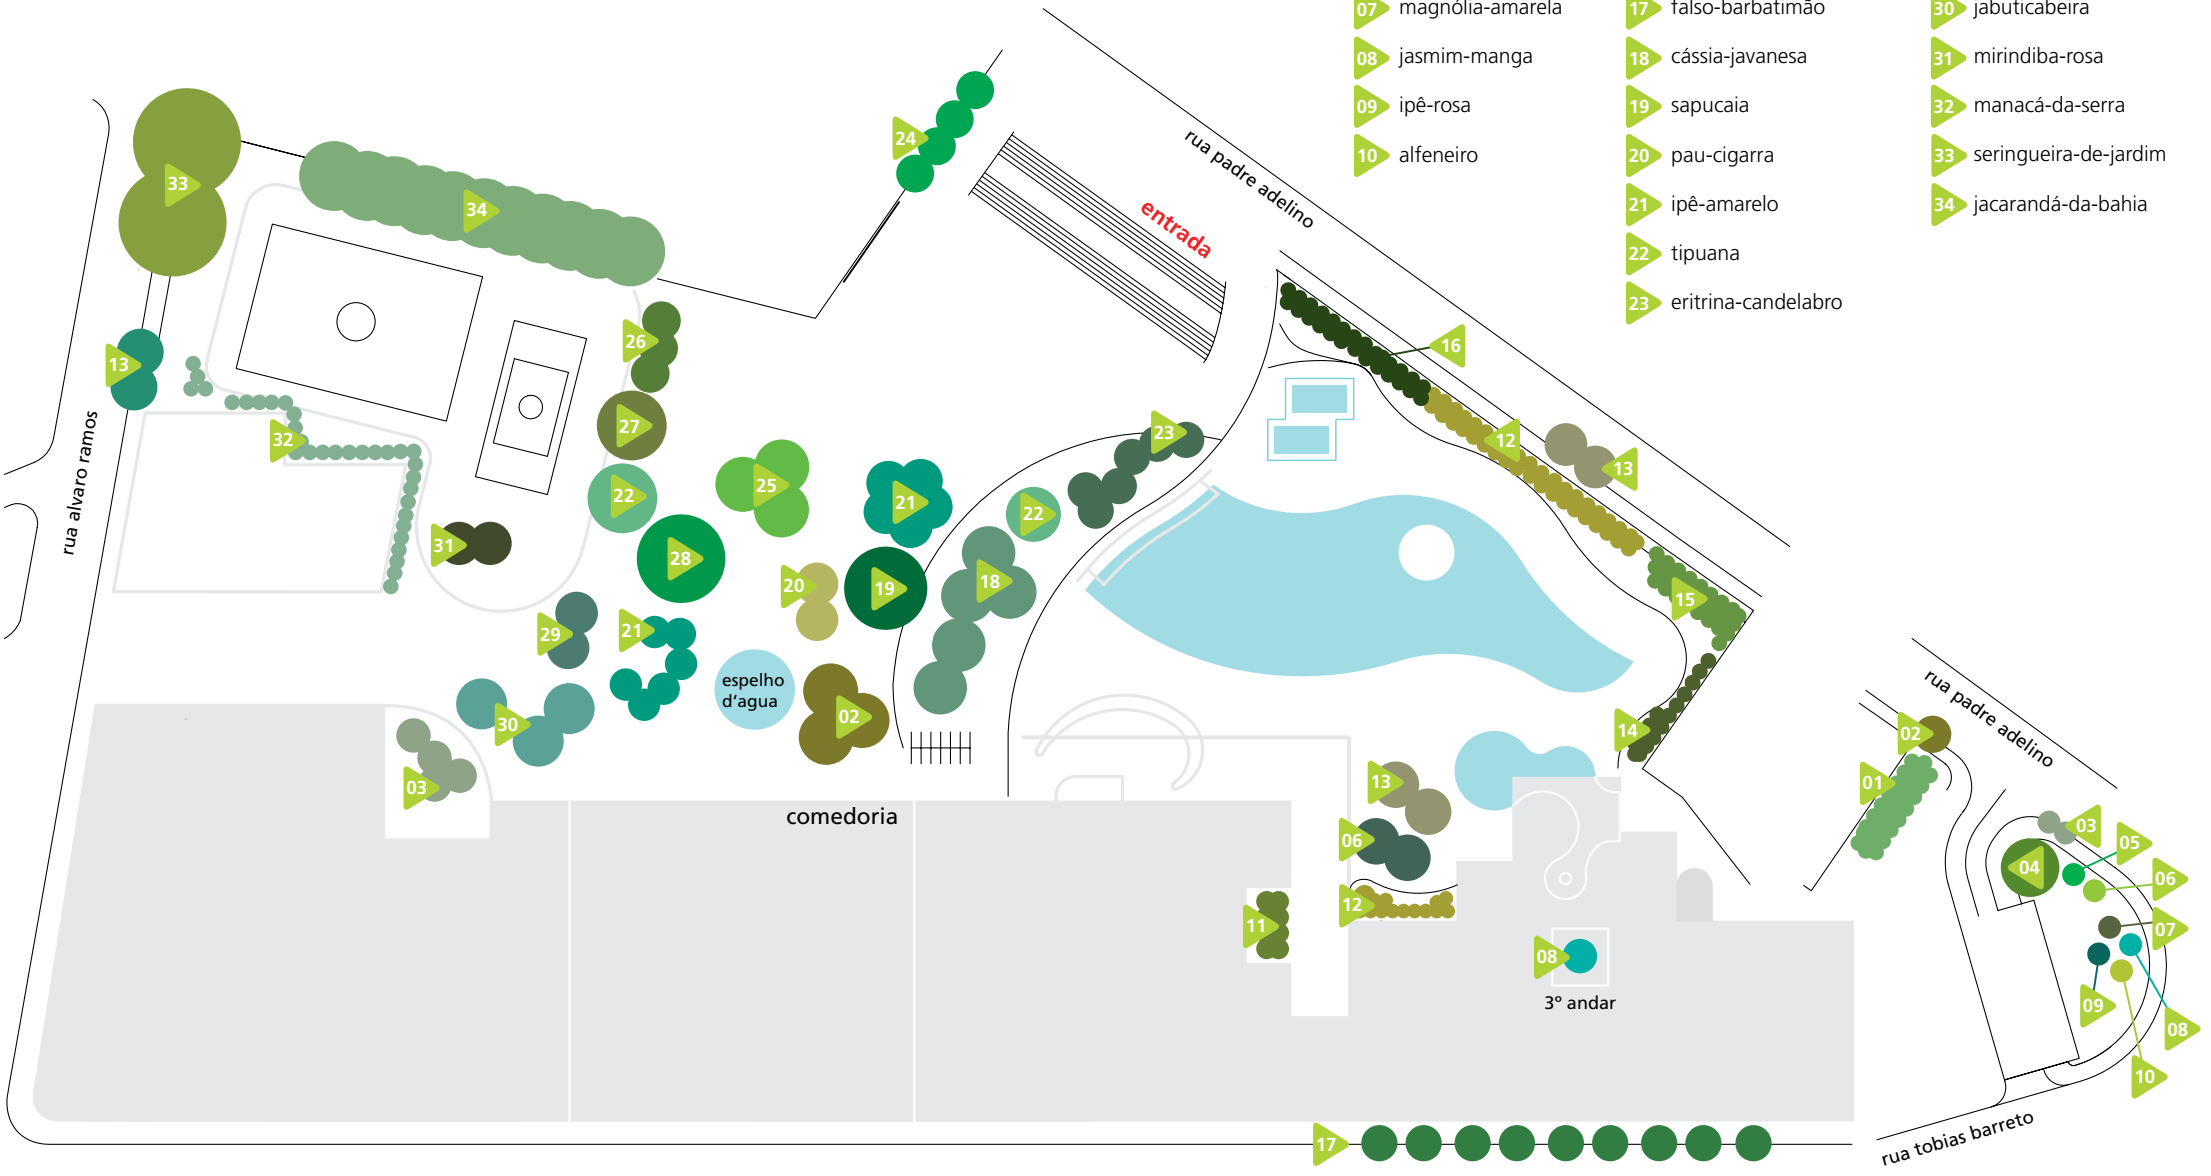 07 magnólia-amarela
08 jasmim-manga
09 ipê-rosa
10 alfeneiro
17 falso-barbatimão
18 cássia-javanesa
19 sapucaia
20 pau-cigarra
21 ipê-amarelo
22 tipuana
23 eritrina-candelabro
30 jabuticabeira
31 mirindiba-rosa
32 manacá-da-serra
33 seringueira-de-jardim
34 jacarandá-da-bahia
rua padre adelino
entrada
24
33
34
26
16
13
27
23
12
13
32
22
25
21
22
31
28
20
19
18
15
29
21
rua alvaro ramos
espelho
d'agua
30
02
14
02
rua padre adelino
03
13
01
comedoria
06
03
05
04
06
12
11
07
08
3º andar
09
08
10
17
rua tobias barreto